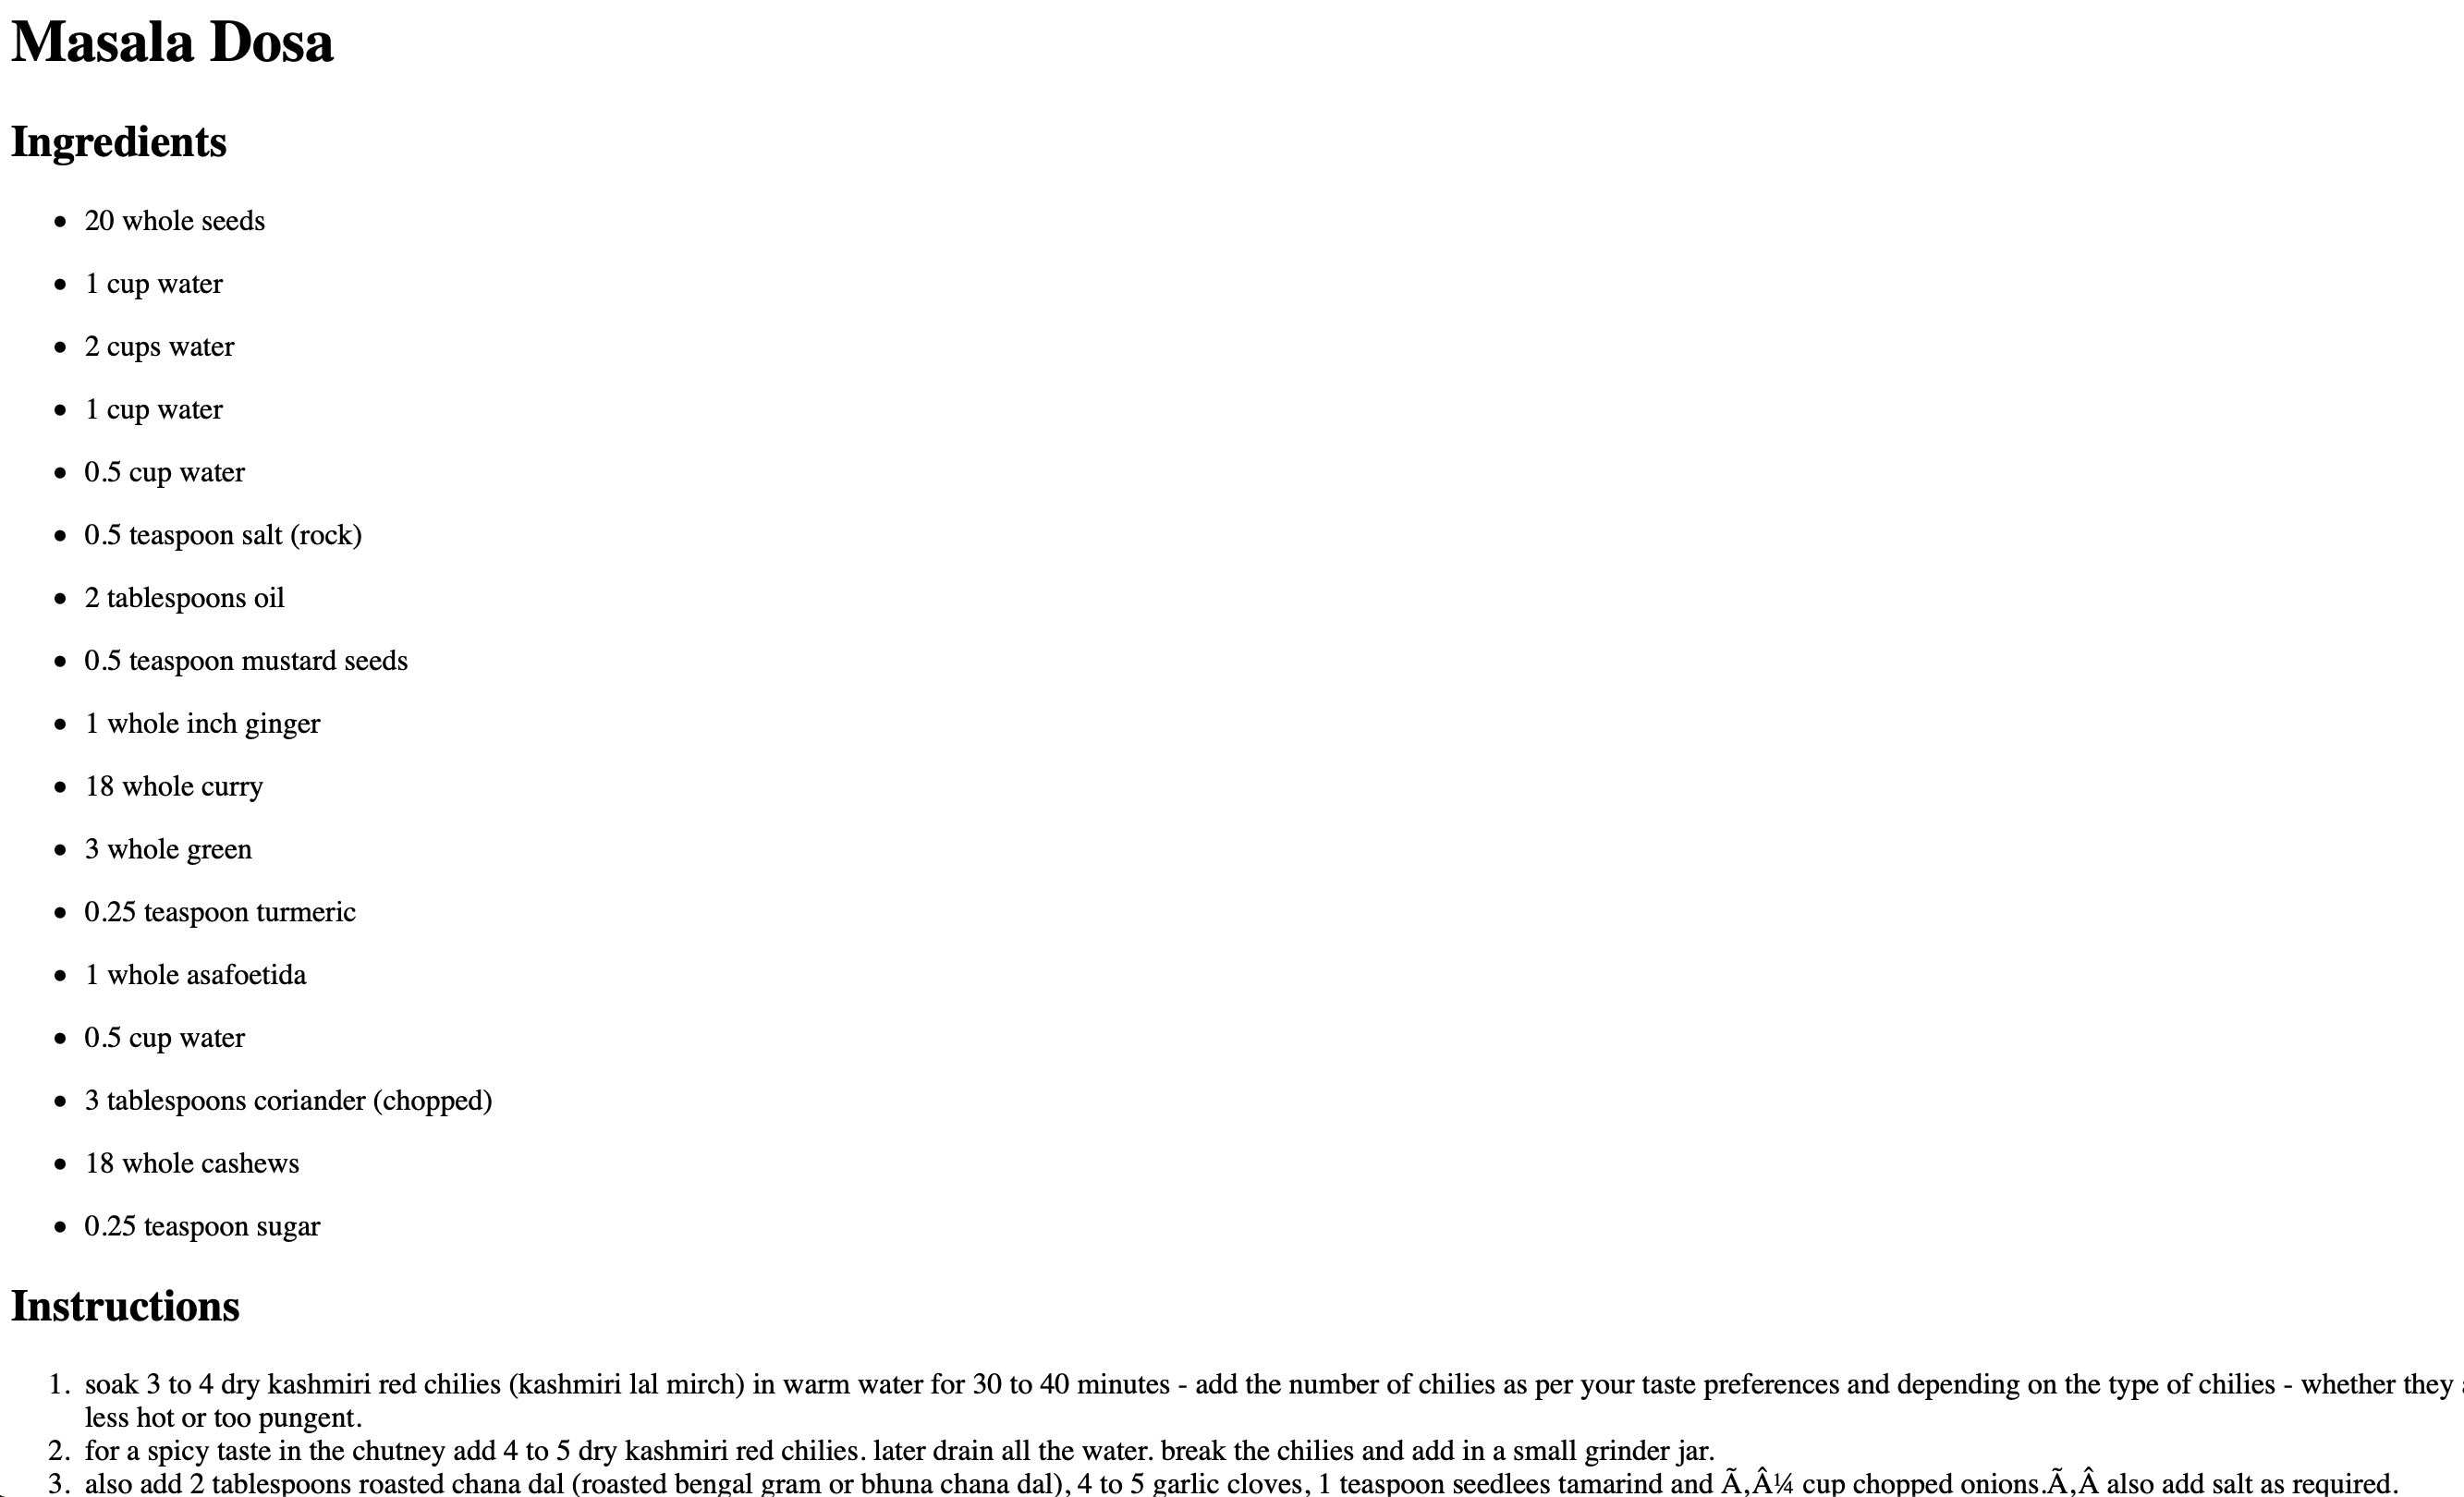 Masala Dosa
Ingredients
• 20 whole seeds
• 1 cup water
• 2 cups water
• 1 cup water
• 0.5 cup water
• 0.5 teaspoon salt (rock)
• 2 tablespoons oil
• 0.5 teaspoon mustard seeds
• 1 whole inch ginger
• 18 whole curry
• 3 whole green
• 0.25 teaspoon turmeric
• 1 whole asafoetida
• 0.5 cup water
• 3 tablespoons coriander (chopped)
• 18 whole cashews
• 0.25 teaspoon sugar
Instructions
1. soak 3 to 4 dry kashmiri red chilies (kashmiri lal mirch) in warm water for 30 to 40 minutes - add the number of chilies as per your taste preferences and depending on the type of chilies - whether they
less hot or too pungent.
2. for a spicy taste in the chutney add 4 to 5 dry kashmiri red chilies. later drain all the water. break the chilies and add in a small grinder jar.
3. also add 2 tablespoons roasted chana dal (roasted bengal gram or bhuna chana dal), 4 to 5 garlic cloves, 1 teaspoon seedlees tamarind and Ã‚Â¼ cup chopped onions.Ã‚Â also add salt as required.